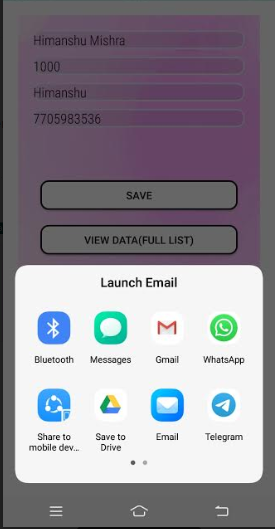 Himanshu Mishra
1000
Himanshu
7705983536
SAVE
VIEW DATA(FULL LIST)
Launch Email
Bluetooth
Messages
Gmail
WhatsApp
Share to
mobile dev...
Save to
Drive
Email
Telegram